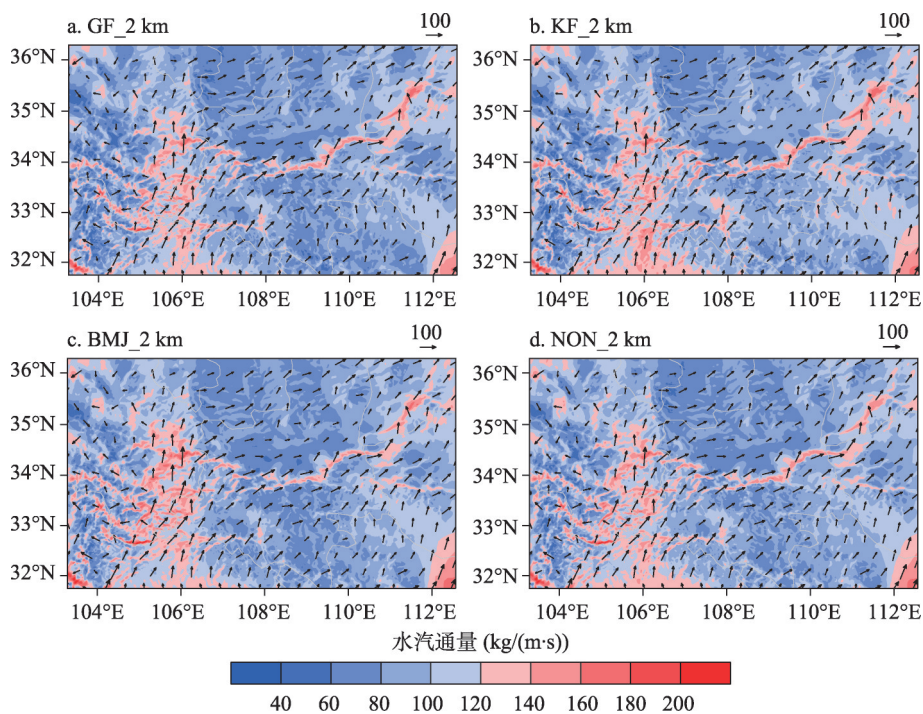 a. GF_2 km
100
b. KF_2 km
100
36°N
35°N
34°N
33°N
32°N
36°N
35°N
34°N
33°N
32°N
104°E 106°E 108°E 110°E 112°E
104°E 106°E 108°E 110°E 112°E
c. BMJ_2 km
100
d. NON_2 km
100
36°N
35°N
34°N
33°N
32°N
36°N
35°N
34°N
33°N
32°N
104°E 106°E 108°E 110°E 112°E
104°E 106°E 108°E 110°E 112°E
水汽通量 (kg/(m·s))
40 60 80 100 120 140 160 180 200